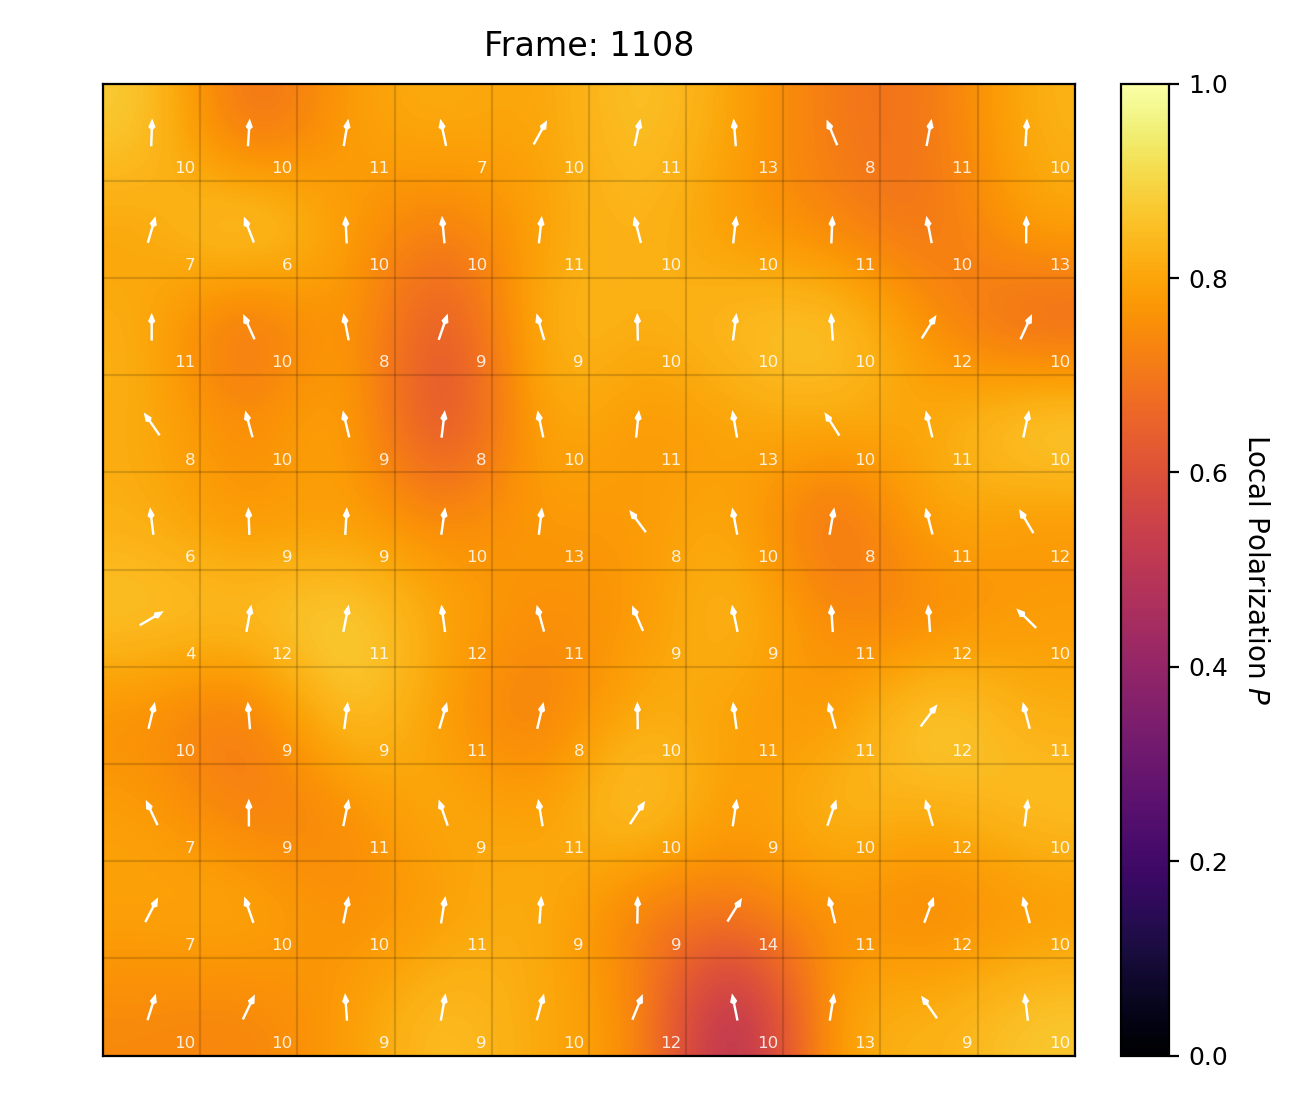 Frame: 1108
10 10 11 7 10 11 13 8 11 10
7 6 10 10 11 10 10 11 10 13
11 10 8 9 9 10 10 10 12 10
8 10 9 8 10 11 13 10 11 10
6 9 9 10 13 8 10 8 11 12
4 12 11 12 11 9 9 11 12 10
10 9 9 11 8 10 11 11 12 11
7 9 11 9 11 10 9 10 12 10
7 10 10 11 9 9 14 11 12 10
10 10 9 9 10 12 10 13 9 10
1.0
0.8
0.6
0.4
0.2
0.0
Local Polarization P